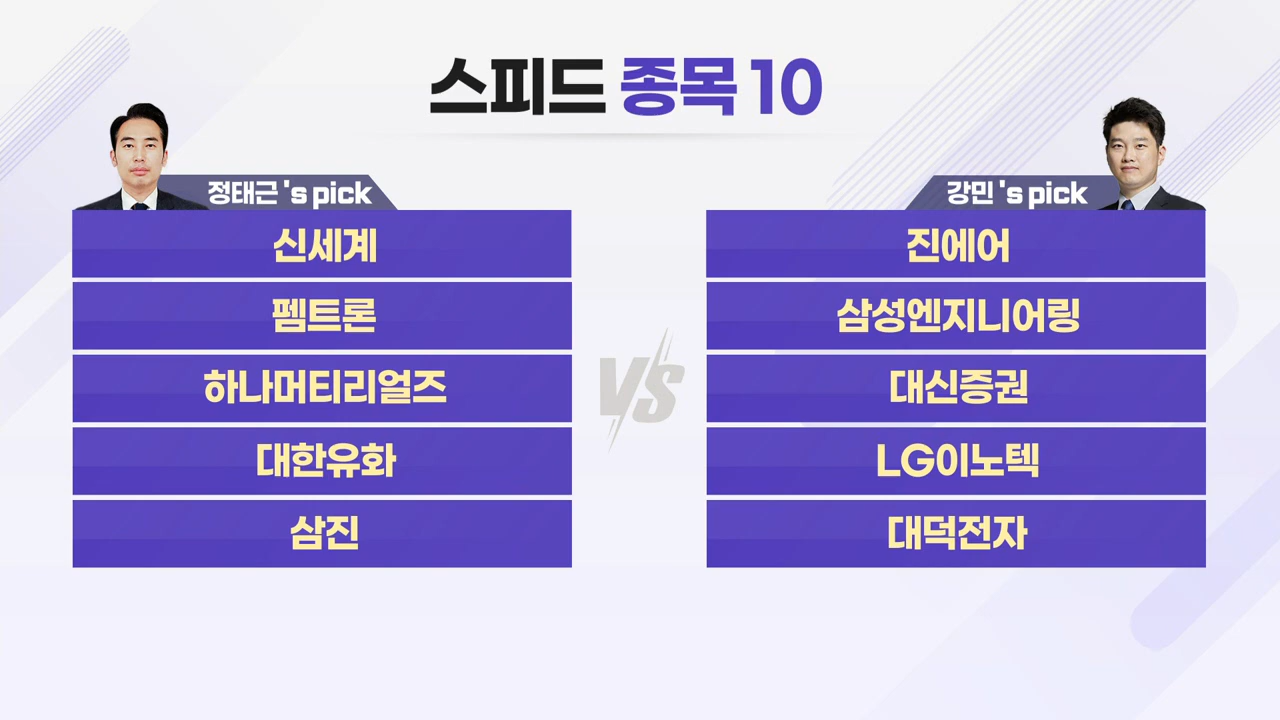 스피드 종목 10
정태근 's pick
신세계
펨트론
하나머티리얼즈
대한유화
삼진
VS
강민 's pick
진에어
삼성엔지니어링
대신증권
LG이노텍
대덕전자